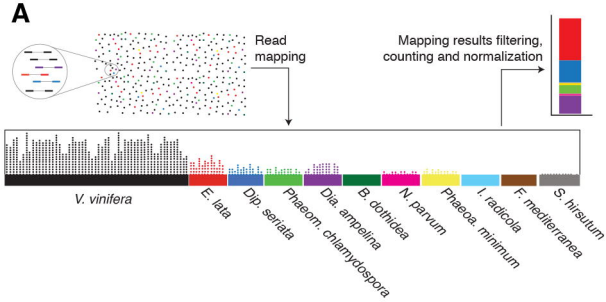 A
Read
mapping
Mapping results filtering,
counting and normalization
V. vinifera
E. lata
Dip. seriata
Phaeom. chlamydospora
Dia. ampelina
B. dothidea
N. parvum
Phaeoa. minimum
I. radicola
F. mediterranea
S. hirsutum